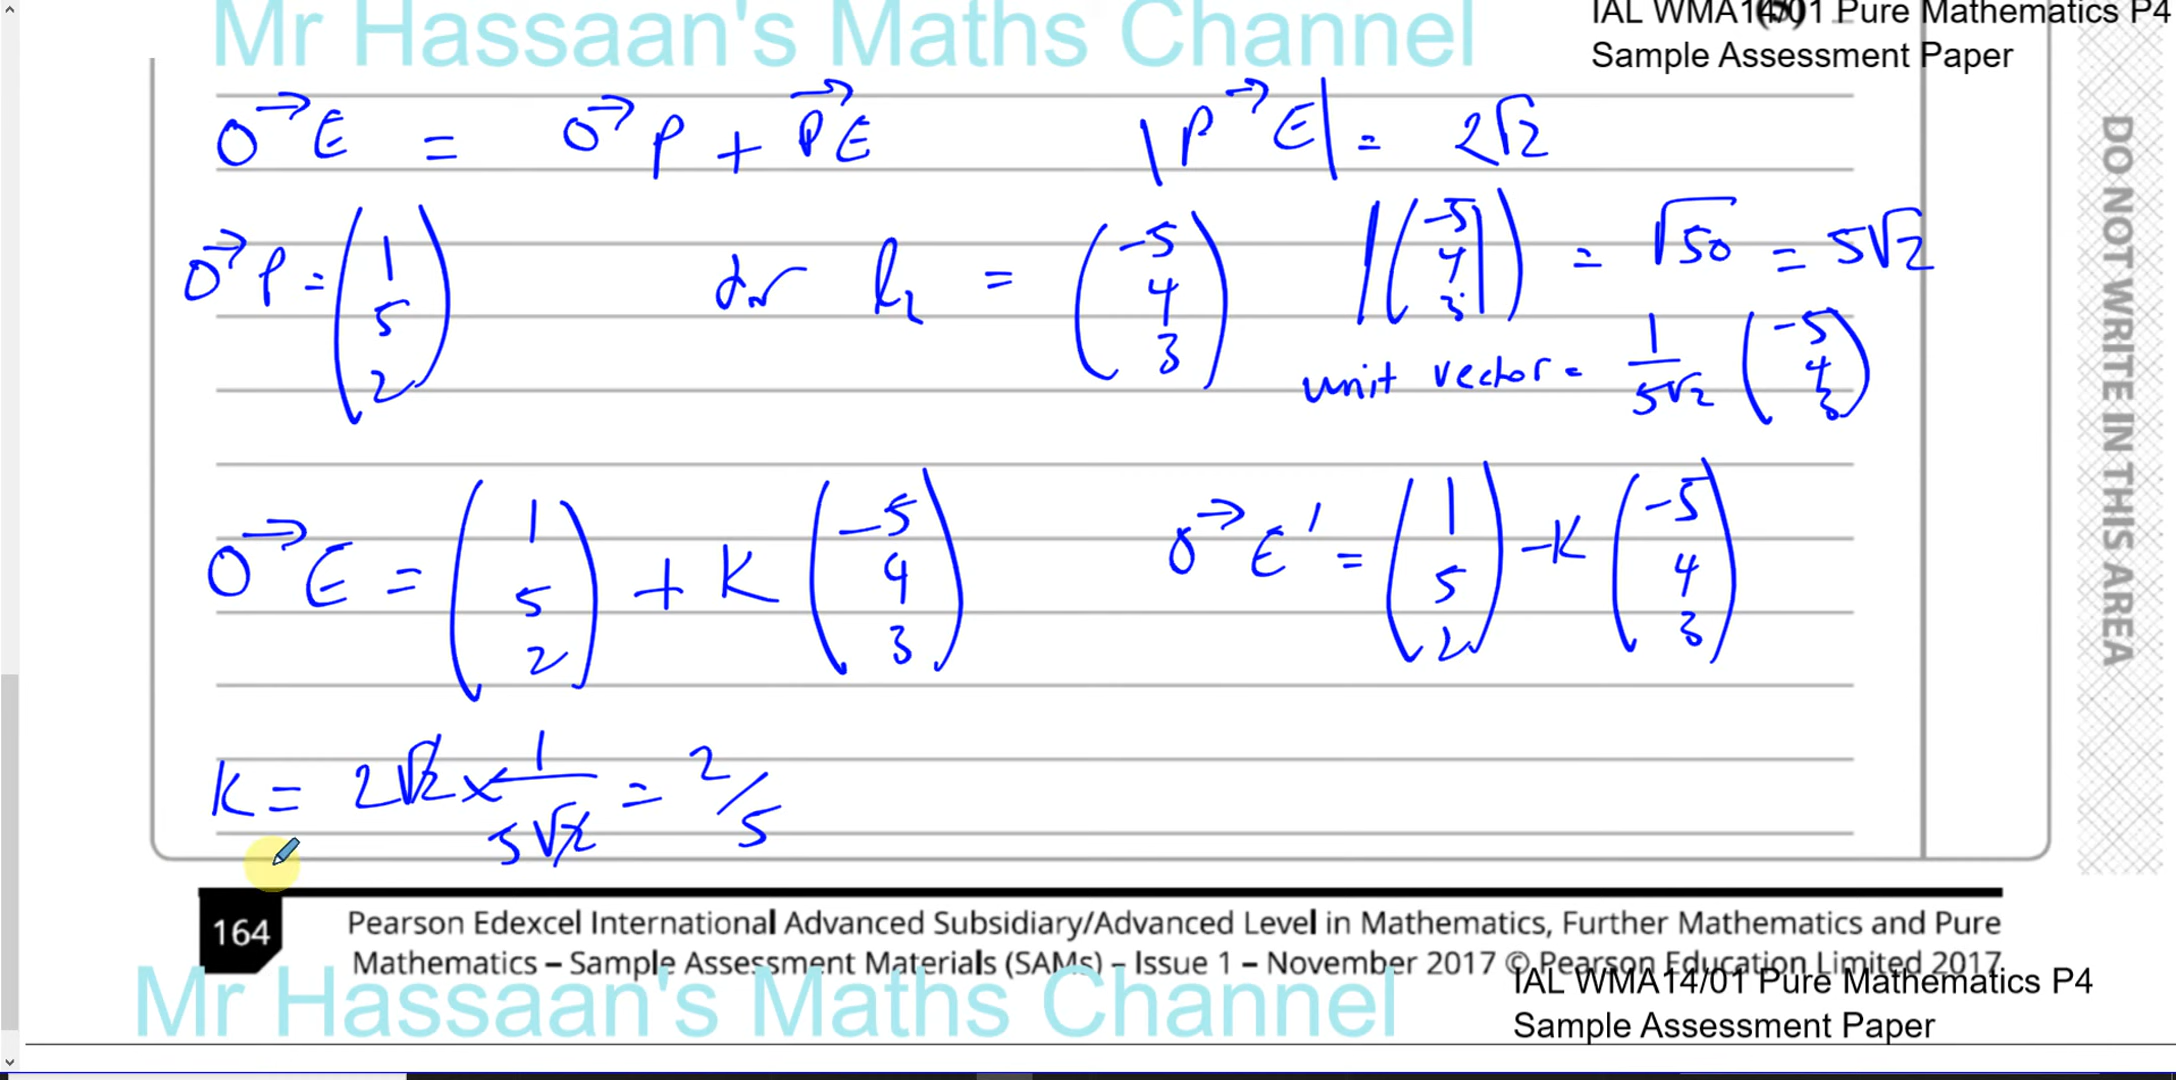 Mr Hassaan's Maths Channel
IAL WMA14/01 Pure Mathematics P4
Sample Assessment Paper
O→E = O→P + P→E |P→E| = 2√2
O→P = (1 5 2) dir l₂ = (-5 4 3) |(-5 4 3)| = √50 = 5√2
unit vector = 1/5√2 (-5 4 3)
O→E = (1 5 2) + K (-5 4 3) O→E' = (1 5 2) - K (-5 4 3)
K = 2√2 × 1/5√2 = 2/5
DO NOT WRITE IN THIS AREA
164
Pearson Edexcel International Advanced Subsidiary/Advanced Level in Mathematics, Further Mathematics and Pure
Mathematics – Sample Assessment Materials (SAMs) – Issue 1 – November 2017 © Pearson Education Limited 2017
Mr Hassaan's Maths Channel
IAL WMA14/01 Pure Mathematics P4
Sample Assessment Paper